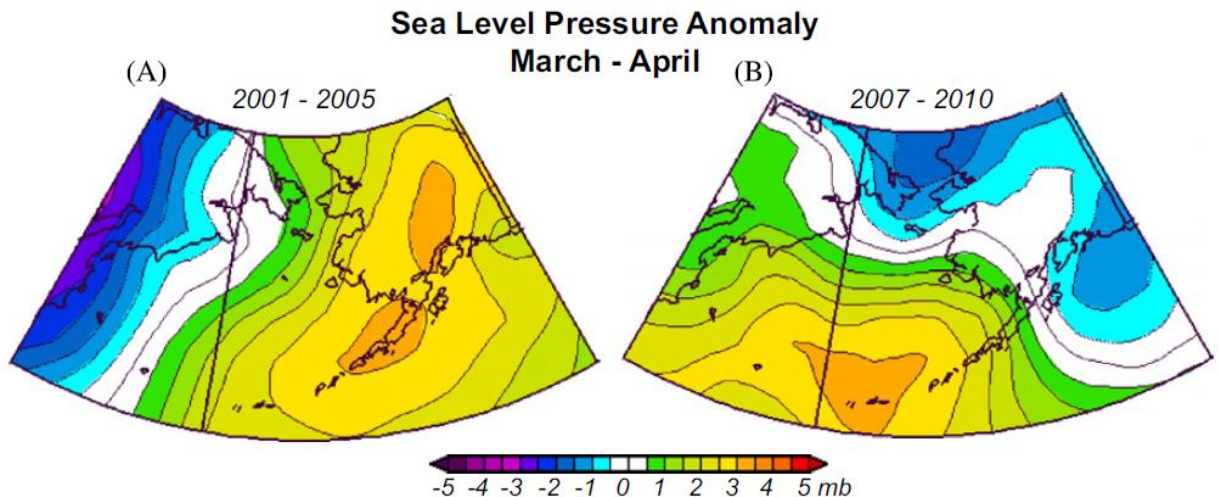 Sea Level Pressure Anomaly
March - April
(A)
2001 - 2005
(B)
2007 - 2010
-5 -4 -3 -2 -1 0 1 2 3 4 5 mb